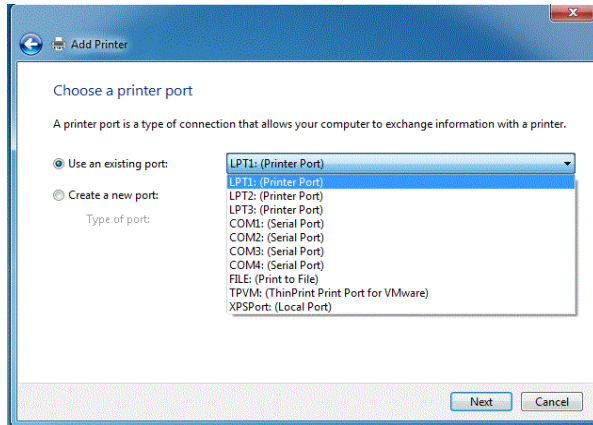 Add Printer
Choose a printer port
A printer port is a type of connection that allows your computer to exchange information with a printer.
Use an existing port:
LPT1: (Printer Port)
LPT1: (Printer Port)
LPT2: (Printer Port)
LPT3: (Printer Port)
COM1: (Serial Port)
COM2: (Serial Port)
COM3: (Serial Port)
COM4: (Serial Port)
FILE: (Print to File)
TPVM: (ThinPrint Print Port for VMware)
XPSPort: (Local Port)
Create a new port:
Type of port:
Next
Cancel